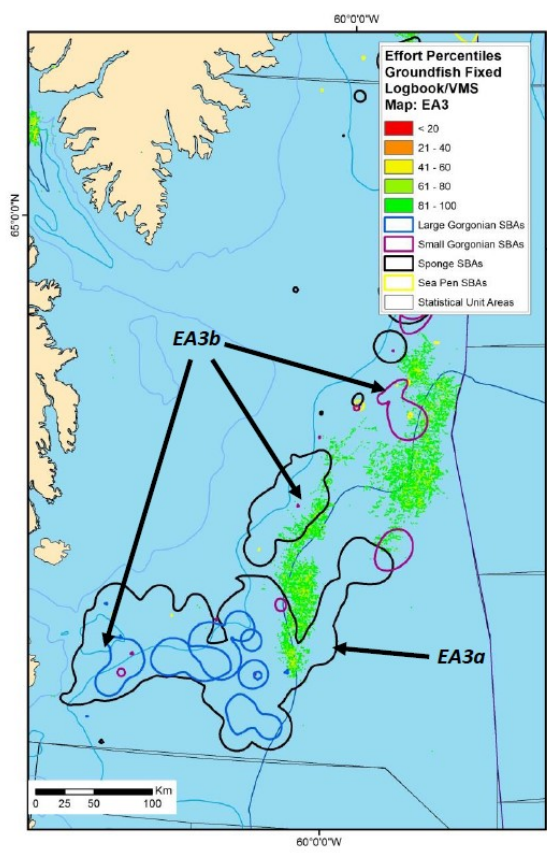 60°0'0"W
Effort Percentiles
Groundfish Fixed
Logbook/VMS
Map: EA3
< 20
21 - 40
41 - 60
61 - 80
81 - 100
Large Gorgonian SBAs
Small Gorgonian SBAs
Sponge SBAs
Sea Pen SBAs
Statistical Unit Areas
65°0'0"N
EA3b
EA3a
Km
0 25 50 100
60°0'0"W